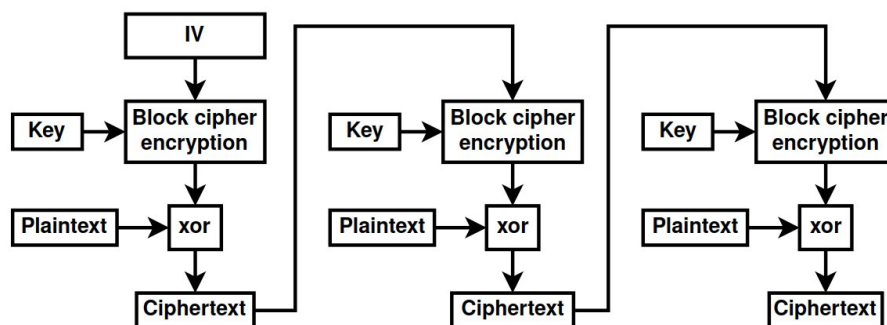 IV
Key
Block cipher
encryption
Key
Block cipher
encryption
Key
Block cipher
encryption
Plaintext
xor
Plaintext
xor
Plaintext
xor
Ciphertext
Ciphertext
Ciphertext